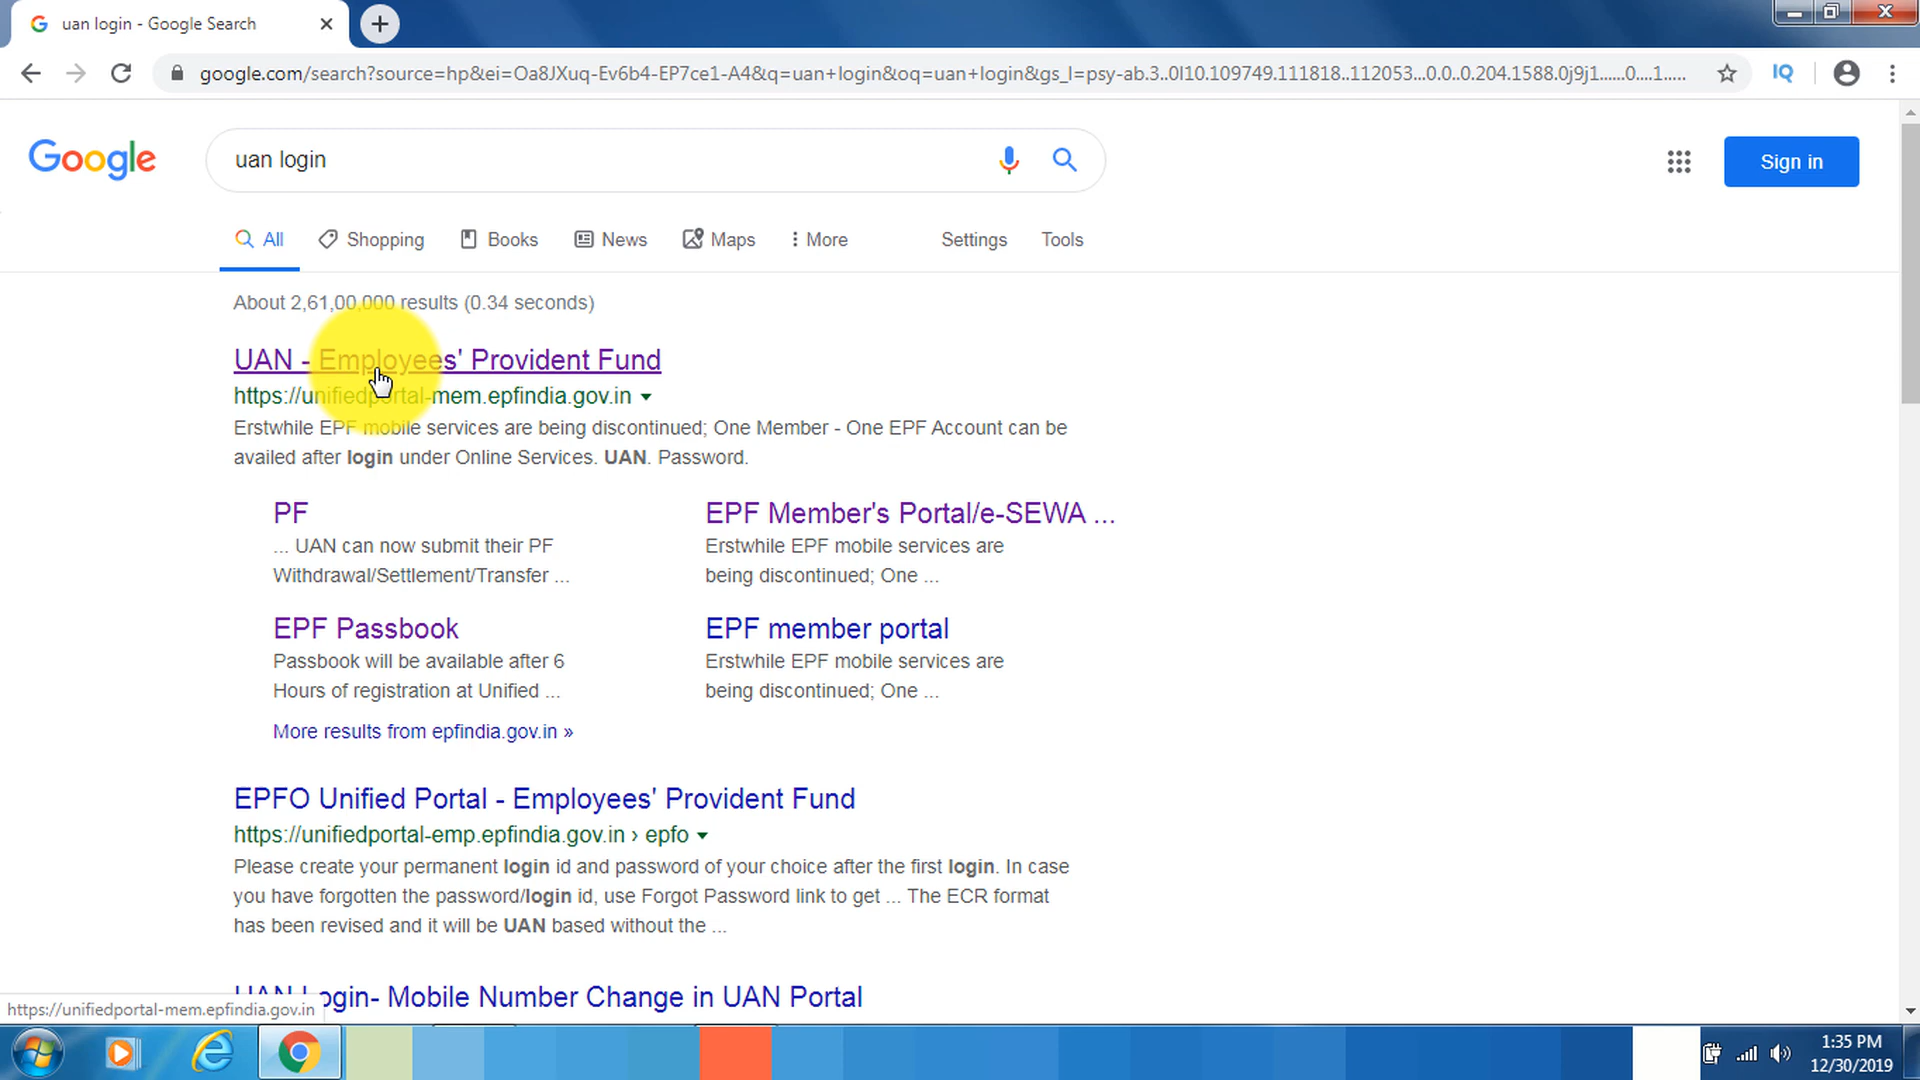 uan login - Google Search
google.com/search?source=hp&ei=Oa8JXuq-Ev6b4-EP7ce1-A4&q=uan+login&oq=uan+login&gs_l=psy-ab.3..0l10.109749.111818..112053...0.0..0.204.1588.0j9j1......0....1.....
IQ
Google
uan login
Sign in
All Shopping Books News Maps More Settings Tools
About 2,61,00,000 results (0.34 seconds)
UAN - Employees' Provident Fund
https://unifiedportal-mem.epfindia.gov.in
Erstwhile EPF mobile services are being discontinued; One Member - One EPF Account can be
availed after login under Online Services. UAN. Password.
PF
... UAN can now submit their PF
Withdrawal/Settlement/Transfer ...
EPF Member's Portal/e-SEWA ...
Erstwhile EPF mobile services are
being discontinued; One ...
EPF Passbook
Passbook will be available after 6
Hours of registration at Unified ...
EPF member portal
Erstwhile EPF mobile services are
being discontinued; One ...
More results from epfindia.gov.in »
EPFO Unified Portal - Employees' Provident Fund
https://unifiedportal-emp.epfindia.gov.in › epfo
Please create your permanent login id and password of your choice after the first login. In case
you have forgotten the password/login id, use Forgot Password link to get ... The ECR format
has been revised and it will be UAN based without the ...
UAN Login- Mobile Number Change in UAN Portal
https://unifiedportal-mem.epfindia.gov.in
1:35 PM
12/30/2019